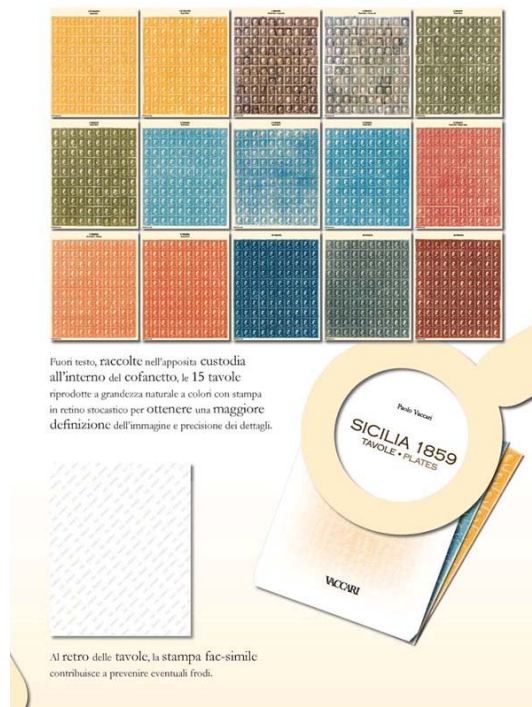 Fuori testo, raccolte nell'apposita custodia
all'interno del cofanetto, le 15 tavole
riprodotte a grandezza naturale a colori con stampa
in retino stocastico per ottenere una maggiore
definizione dell'immagine e precisione dei dettagli.
Paolo Vaccari
SICILIA 1859
TAVOLE • PLATES
VACCARI
Al retro delle tavole, la stampa fac-simile
contribuisce a prevenire eventuali frodi.